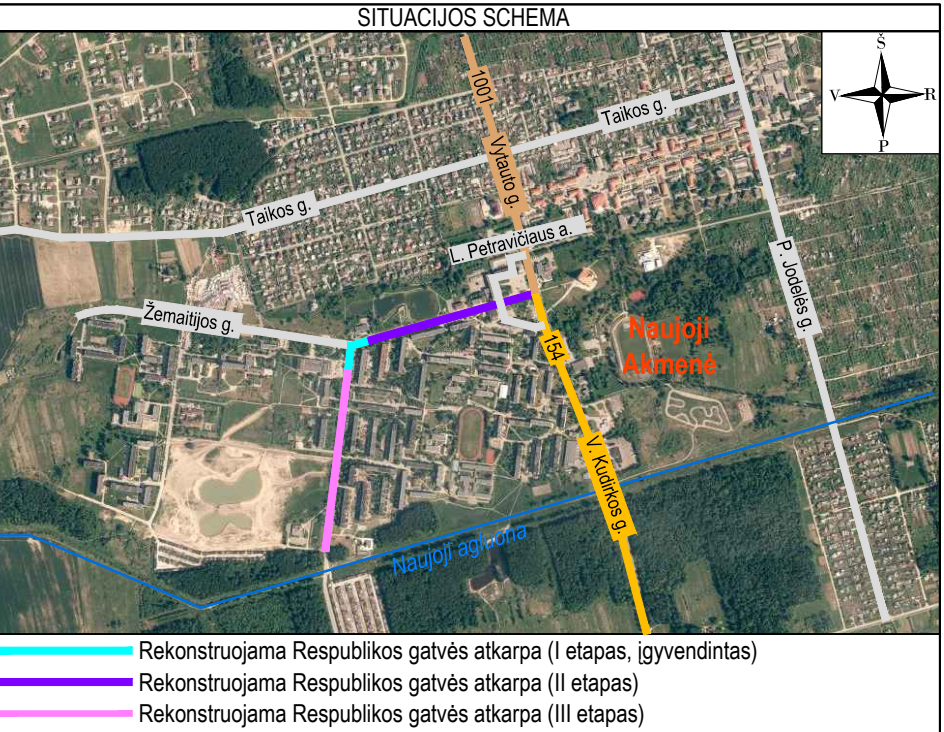 SITUACIJOS SCHEMA
Š
V
R
P
1001
Vytauto g.
Taikos g.
Taikos g.
L. Petravičiaus a.
P. Jodelės g.
Žemaitijos g.
154
Naujoji
Akmenė
V. Kudirkos g.
Naujoji agluona
Rekonstruojama Respublikos gatvės atkarpa (I etapas, įgyvendintas)
Rekonstruojama Respublikos gatvės atkarpa (II etapas)
Rekonstruojama Respublikos gatvės atkarpa (III etapas)